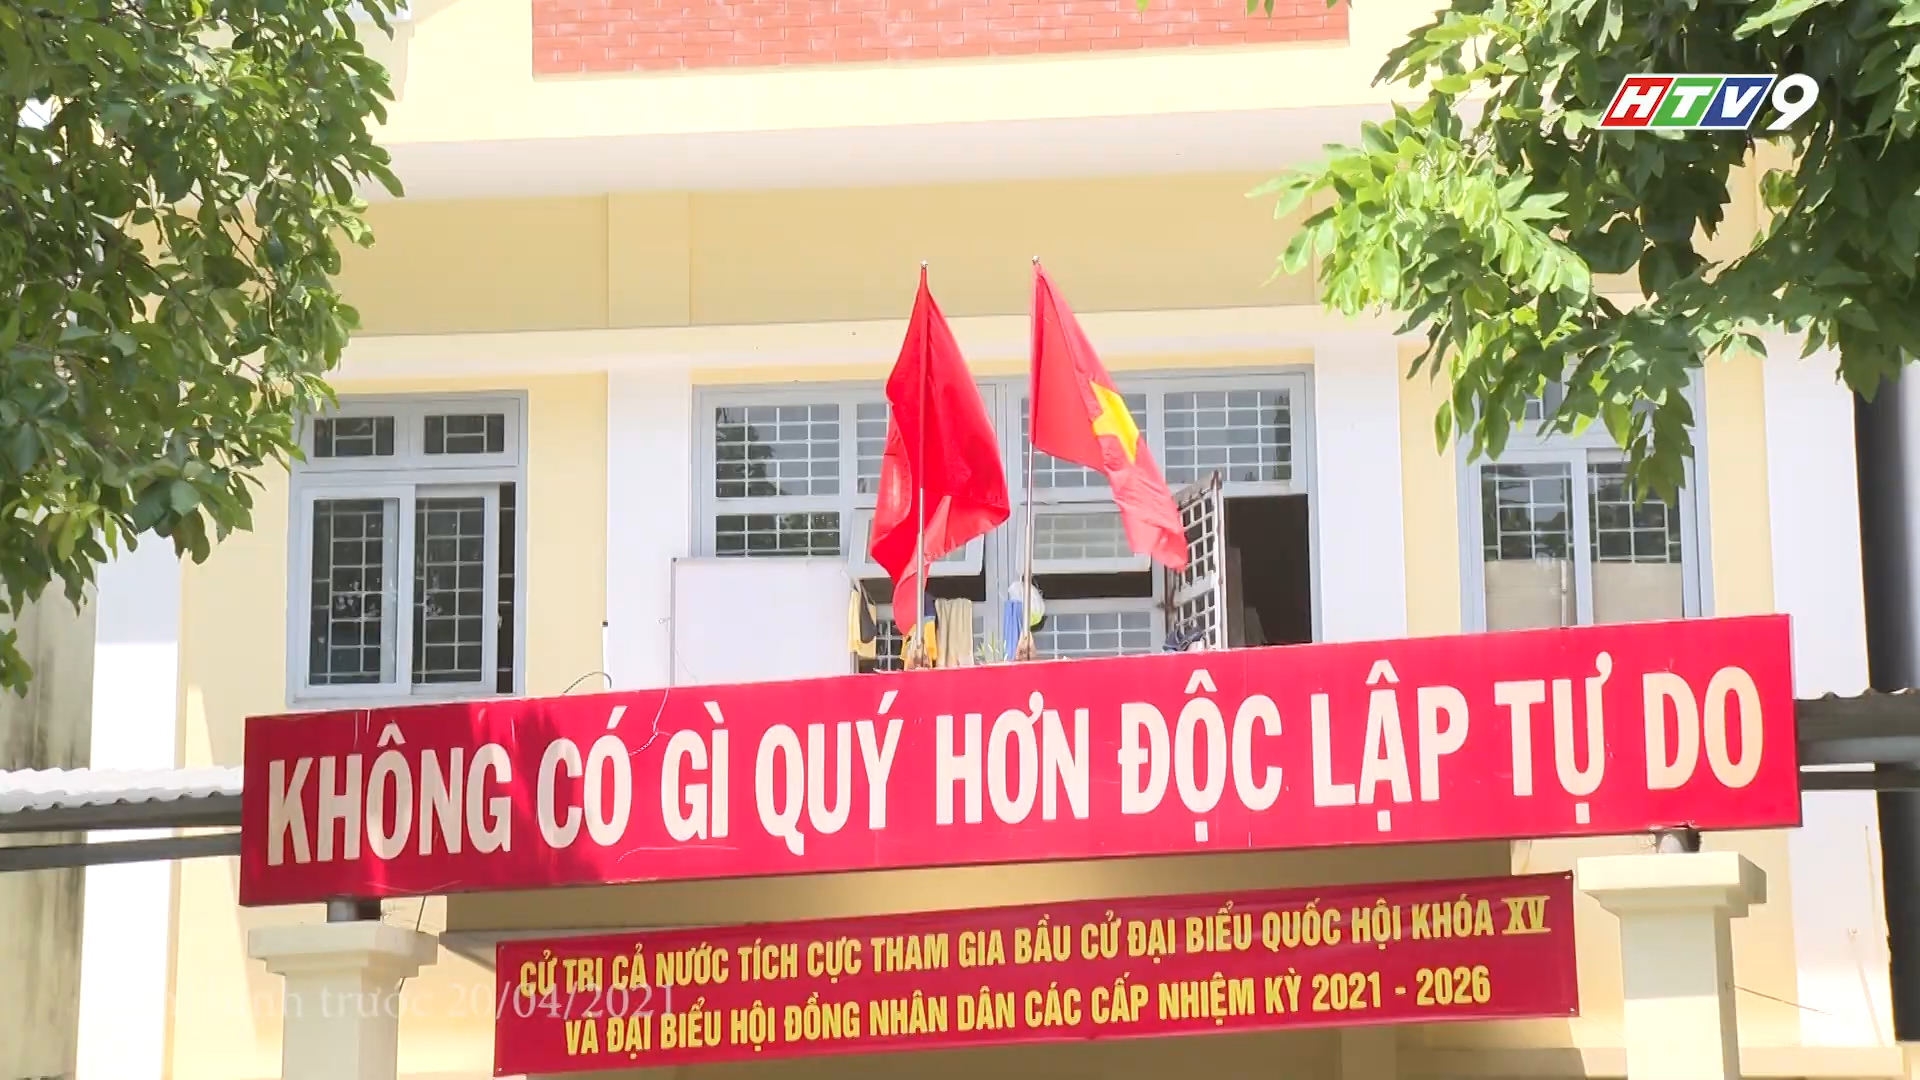 HTV9
KHÔNG CÓ GÌ QUÝ HƠN ĐỘC LẬP TỰ DO
CỬ TRI CẢ NƯỚC TÍCH CỰC THAM GIA BẦU CỬ ĐẠI BIỂU QUỐC HỘI KHÓA XV
VÀ ĐẠI BIỂU HỘI ĐỒNG NHÂN DÂN CÁC CẤP NHIỆM KỲ 2021 - 2026
trước 20/04/2021